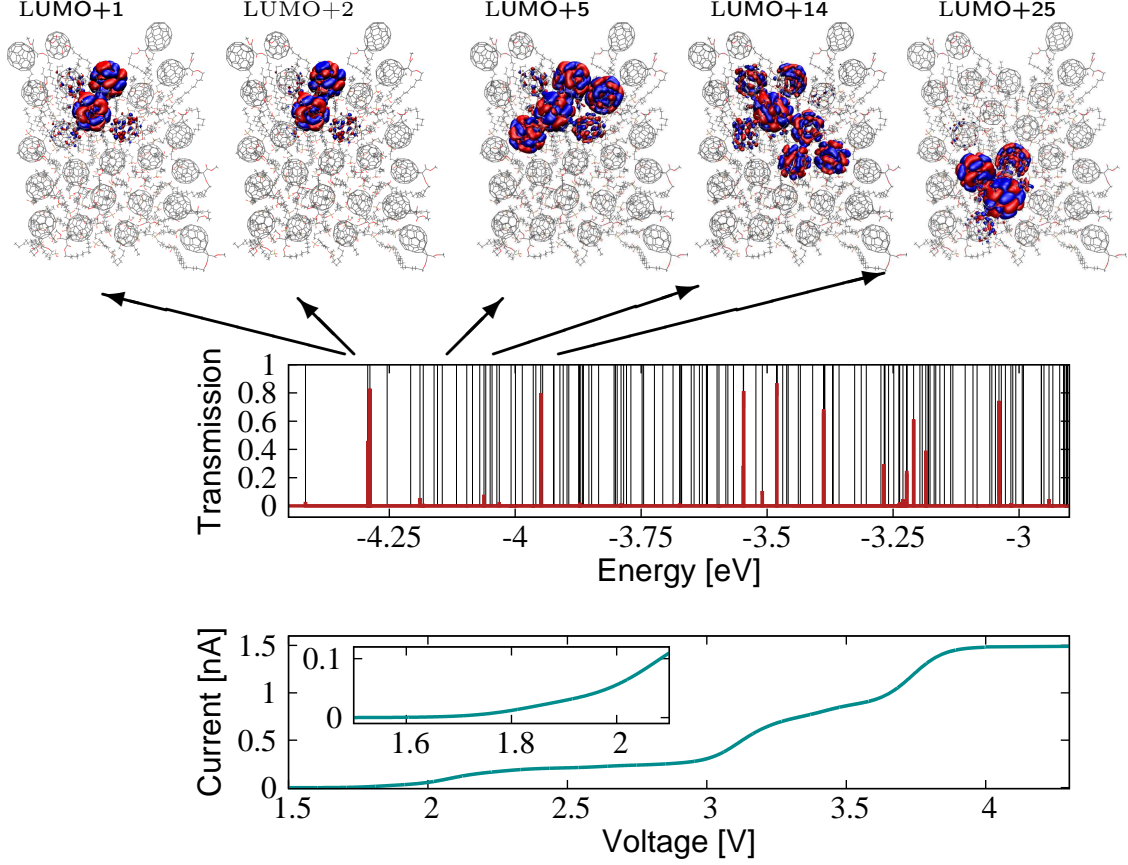 LUMO+1 LUMO+2 LUMO+5 LUMO+14 LUMO+25
1
0.8
0.6
0.4
0.2
0
Transmission
-4.25 -4 -3.75 -3.5 -3.25 -3
Energy [eV]
1.5
1
0.5
0
Current [nA]
0.1
0
1.6 1.8 2
1.5 2 2.5 3 3.5 4
Voltage [V]